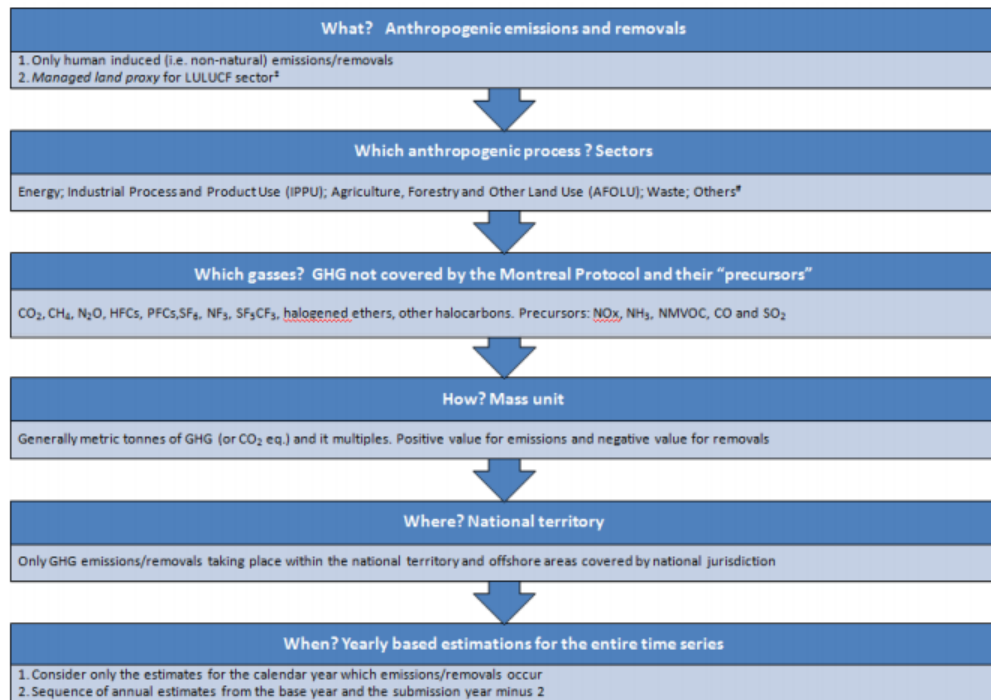 What? Anthropogenic emissions and removals
1. Only human induced (i.e. non-natural) emissions/removals
2. Managed land proxy for LULUCF sector‡
Which anthropogenic process ? Sectors
Energy; Industrial Process and Product Use (IPPU); Agriculture, Forestry and Other Land Use (AFOLU); Waste; Others#
Which gasses? GHG not covered by the Montreal Protocol and their “precursors”
CO₂, CH₄, N₂O, HFCs, PFCs,SF₆, NF₃, SF₅CF₃, halogened ethers, other halocarbons. Precursors: NOx, NH₃, NMVOC, CO and SO₂
How? Mass unit
Generally metric tonnes of GHG (or CO₂ eq.) and it multiples. Positive value for emissions and negative value for removals
Where? National territory
Only GHG emissions/removals taking place within the national territory and offshore areas covered by national jurisdiction
When? Yearly based estimations for the entire time series
1. Consider only the estimates for the calendar year which emissions/removals occur
2. Sequence of annual estimates from the base year and the submission year minus 2